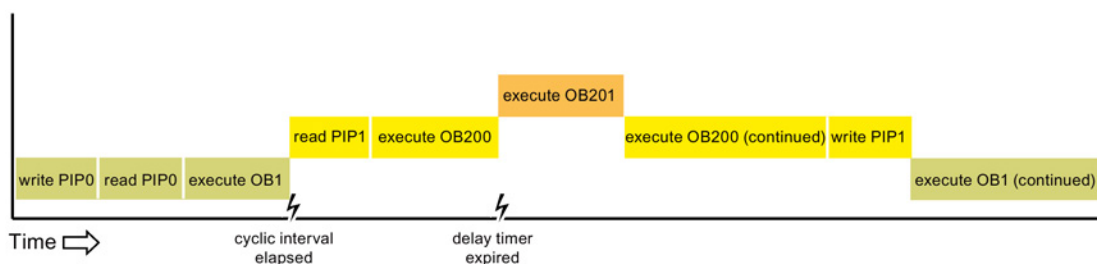 execute OB201
read PIP1
execute OB200
execute OB200 (continued)
write PIP1
write PIP0
read PIP0
execute OB1
execute OB1 (continued)
Time
cyclic interval
elapsed
delay timer
expired